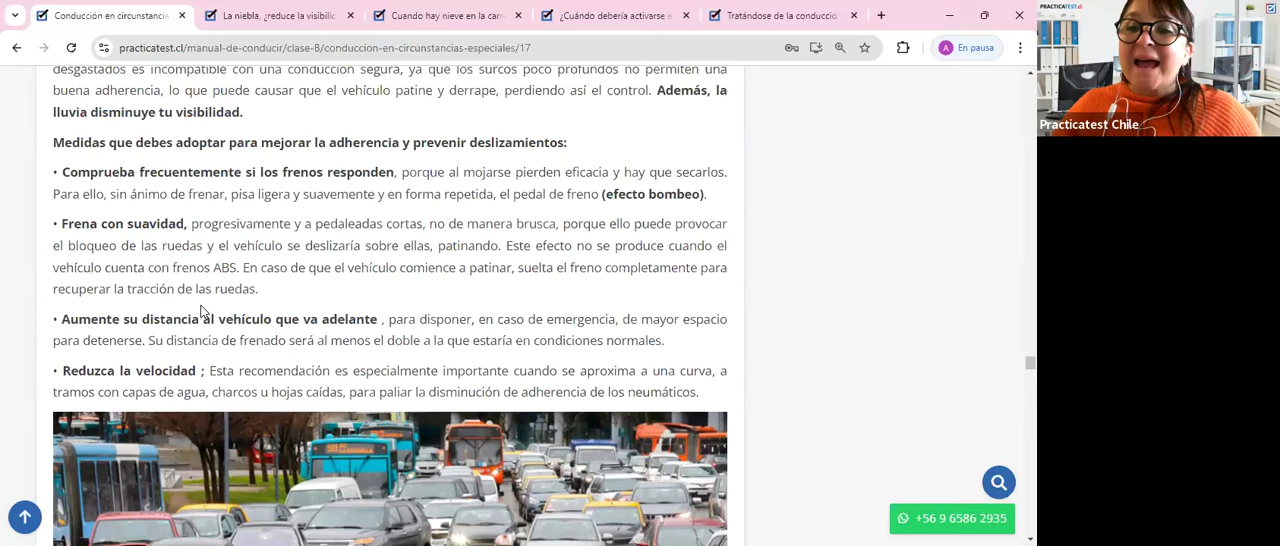 Conducción en circunstancia
La niebla, ¿reduce la visibilic
Cuando hay nieve en la carr
¿Cuándo debería activarse e
Tratándose de la conducción
practicatest.cl/manual-de-conducir/clase-B/conduccion-en-circunstancias-especiales/17
A En pausa
desgastados es incompatible con una conducción segura, ya que los surcos poco profundos no permiten una
buena adherencia, lo que puede causar que el vehículo patine y derrape, perdiendo así el control. Además, la
lluvia disminuye tu visibilidad.
Medidas que debes adoptar para mejorar la adherencia y prevenir deslizamientos:
• Comprueba frecuentemente si los frenos responden, porque al mojarse pierden eficacia y hay que secarlos.
Para ello, sin ánimo de frenar, pisa ligera y suavemente y en forma repetida, el pedal de freno (efecto bombeo).
• Frena con suavidad, progresivamente y a pedaleadas cortas, no de manera brusca, porque ello puede provocar
el bloqueo de las ruedas y el vehículo se deslizaría sobre ellas, patinando. Este efecto no se produce cuando el
vehículo cuenta con frenos ABS. En caso de que el vehículo comience a patinar, suelta el freno completamente para
recuperar la tracción de las ruedas.
• Aumente su distancia al vehículo que va adelante , para disponer, en caso de emergencia, de mayor espacio
para detenerse. Su distancia de frenado será al menos el doble a la que estaría en condiciones normales.
• Reduzca la velocidad ; Esta recomendación es especialmente importante cuando se aproxima a una curva, a
tramos con capas de agua, charcos u hojas caídas, para paliar la disminución de adherencia de los neumáticos.
+56 9 6586 2935
PRACTICATEST.cl
Practicatest Chile